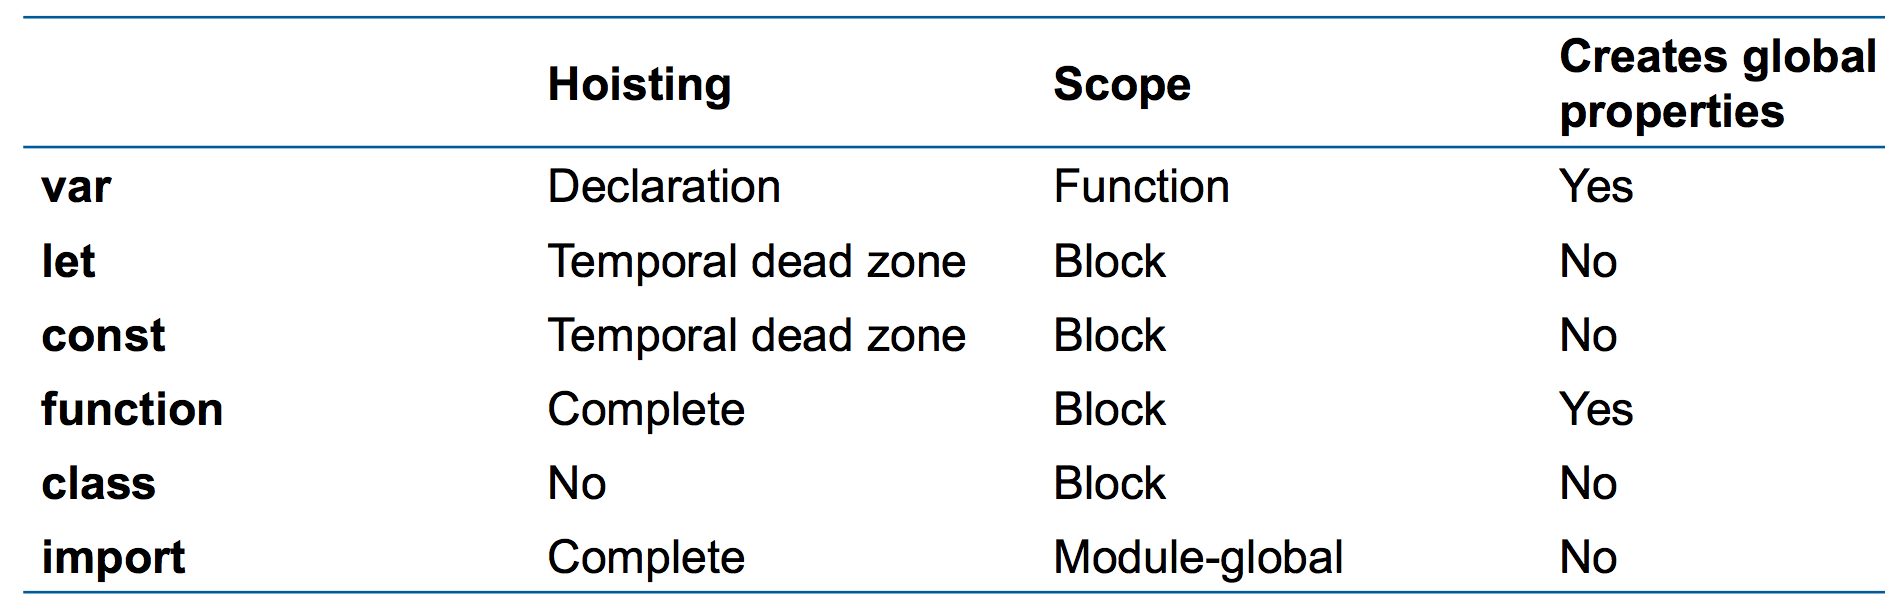 Hoisting Scope Creates global
properties
var Declaration Function Yes
let Temporal dead zone Block No
const Temporal dead zone Block No
function Complete Block Yes
class No Block No
import Complete Module-global No